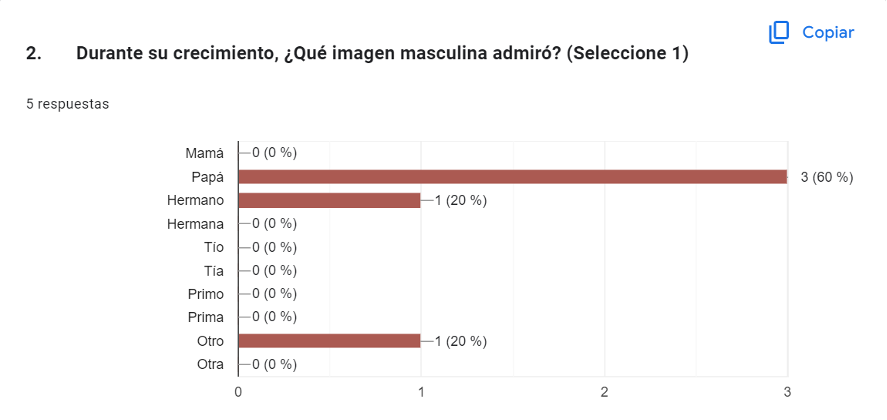 Copiar
2. Durante su crecimiento, ¿Qué imagen masculina admiró? (Seleccione 1)
5 respuestas
Mamá 0 (0 %)
Papá 3 (60 %)
Hermano 1 (20 %)
Hermana 0 (0 %)
Tío 0 (0 %)
Tía 0 (0 %)
Primo 0 (0 %)
Prima 0 (0 %)
Otro 1 (20 %)
Otra 0 (0 %)
0 1 2 3